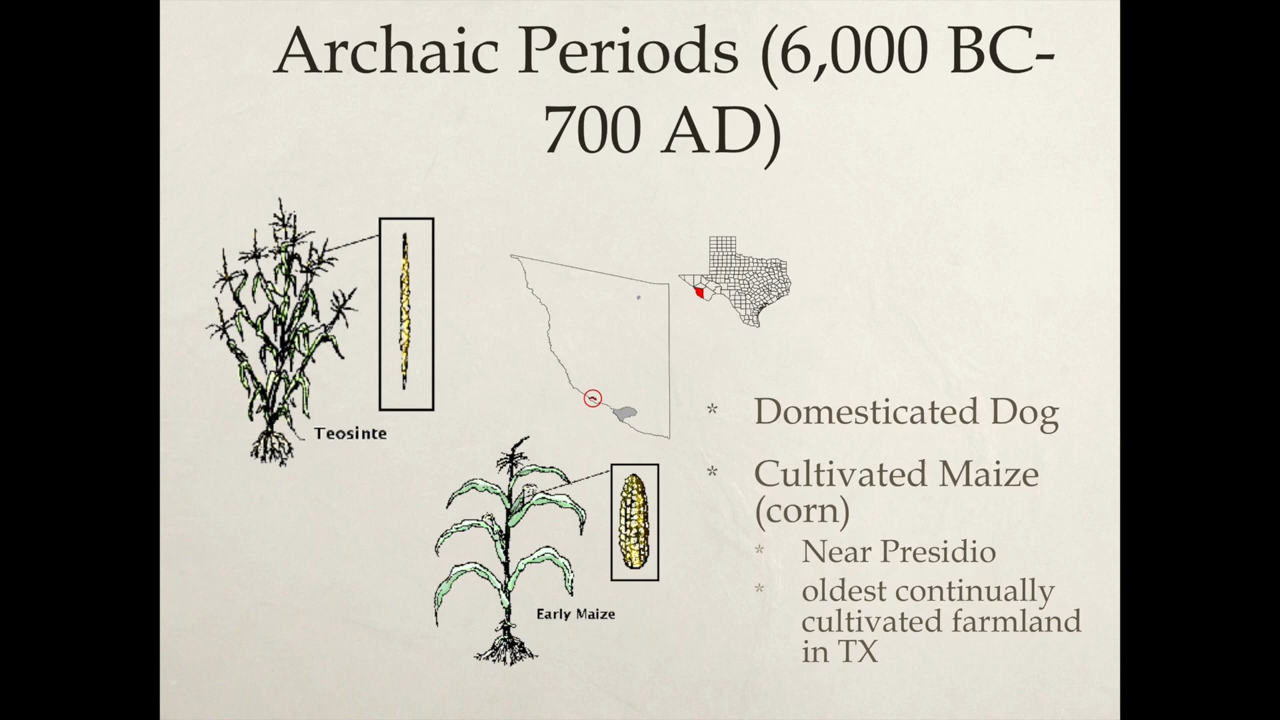 Archaic Periods (6,000 BC-
700 AD)
Teosinte
Early Maize
* Domesticated Dog
* Cultivated Maize
(corn)
* Near Presidio
* oldest continually
cultivated farmland
in TX